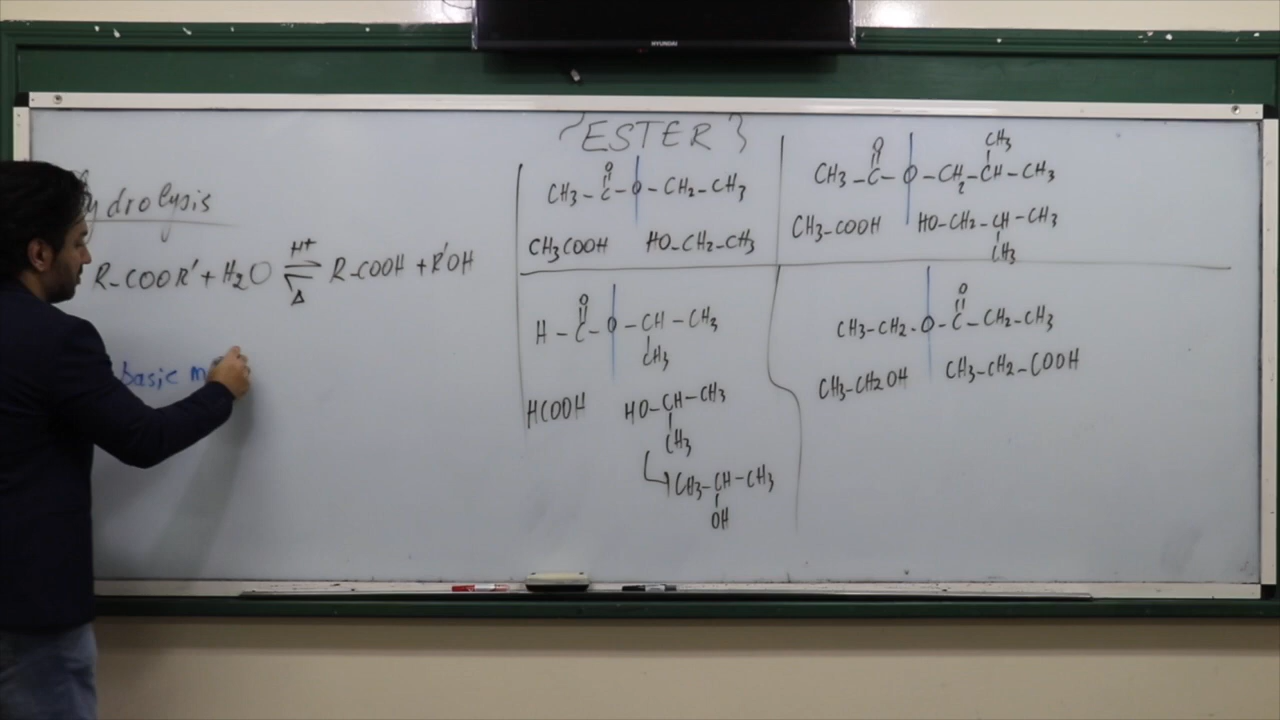 HYUNDAI
{ESTER}
ydrolysis
R-COOR' + H2O ⇌ R-COOH + R'OH
H+
Δ
basic m
O
CH3-C-O-CH2-CH3
CH3COOH HO-CH2-CH3
CH3
O
CH3-C-O-CH2-CH-CH3
CH3-COOH HO-CH2-CH-CH3
CH3
O
H-C-O-CH-CH3
CH3
HCOOH HO-CH-CH3
CH3
CH3-CH-CH3
OH
O
CH3-CH2-O-C-CH2-CH3
CH3-CH2OH CH3-CH2-COOH